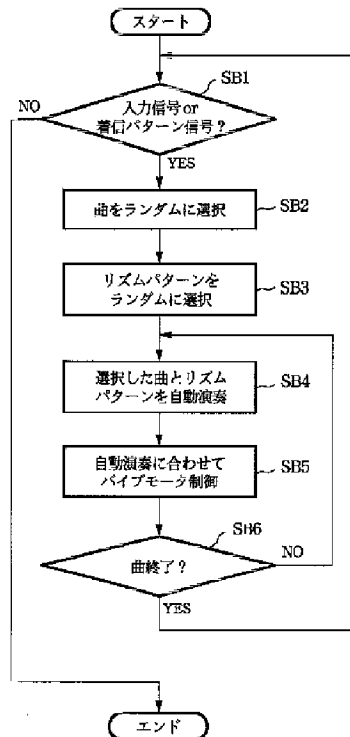 スタート
SB1
NO
入力信号or
着信パターン信号？
YES
曲をランダムに選択
SB2
リズムパターンを
ランダムに選択
SB3
選択した曲とリズム
パターンを自動演奏
SB4
自動演奏に合わせて
バイブモータ制御
SB5
SB6
曲終了？
NO
YES
エンド